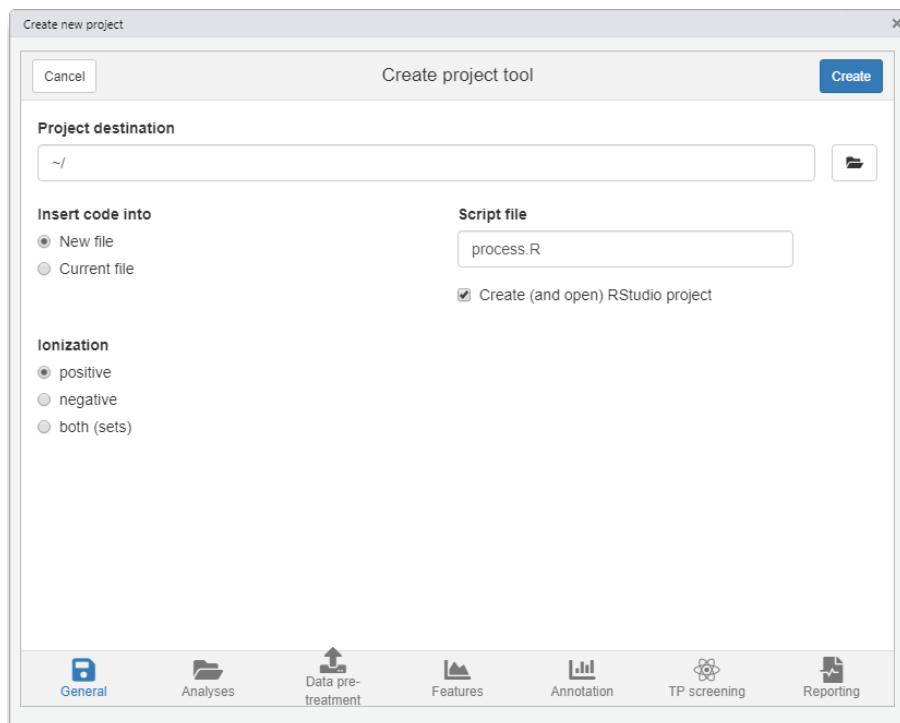 Create new project
Cancel
Create project tool
Create
Project destination
~/
Insert code into
Script file
New file
process.R
Current file
Create (and open) RStudio project
Ionization
positive
negative
both (sets)
General
Analyses
Data pre-
treatment
Features
Annotation
TP screening
Reporting